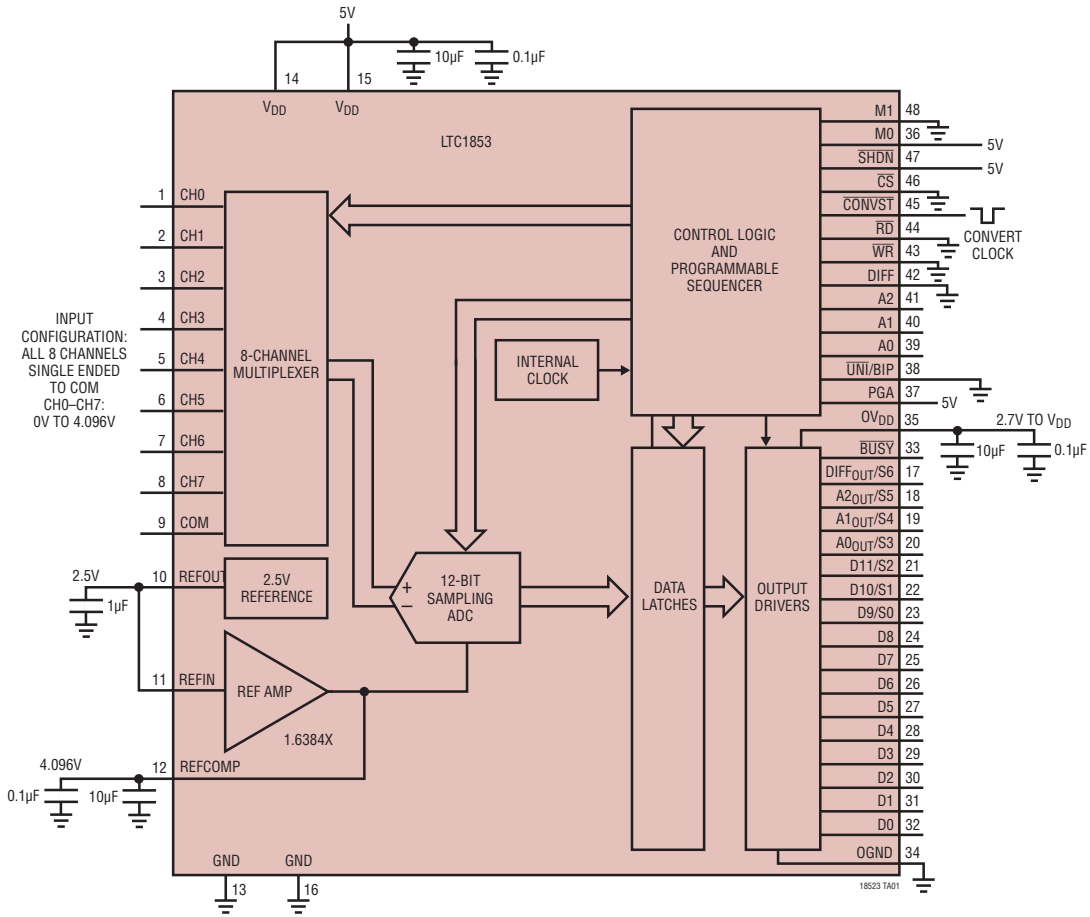 5V
10µF
0.1µF
14
15
VDD
VDD
LTC1853
1 CH0
2 CH1
3 CH2
4 CH3
5 CH4
6 CH5
7 CH6
8 CH7
9 COM
INPUT
CONFIGURATION:
ALL 8 CHANNELS
SINGLE ENDED
TO COM
CH0–CH7:
0V TO 4.096V
8-CHANNEL
MULTIPLEXER
CONTROL LOGIC
AND
PROGRAMMABLE
SEQUENCER
INTERNAL
CLOCK
M1 48
M0 36
5V
SHDN 47
5V
CS 46
CONVST 45
CONVERT
CLOCK
RD 44
WR 43
DIFF 42
A2 41
A1 40
A0 39
UNI/BIP 38
PGA 37
5V
OVDD 35
2.7V TO VDD
10µF
0.1µF
BUSY 33
DIFFOUT/S6 17
A2OUT/S5 18
A1OUT/S4 19
A0OUT/S3 20
D11/S2 21
D10/S1 22
D9/S0 23
D8 24
D7 25
D6 26
D5 27
D4 28
D3 29
D2 30
D1 31
D0 32
OGND 34
2.5V
1µF
10 REFOUT
2.5V
REFERENCE
+
–
12-BIT
SAMPLING
ADC
DATA
LATCHES
OUTPUT
DRIVERS
11 REFIN
REF AMP
1.6384X
4.096V
12 REFCOMP
0.1µF
10µF
GND
GND
13
16
18523 TA01